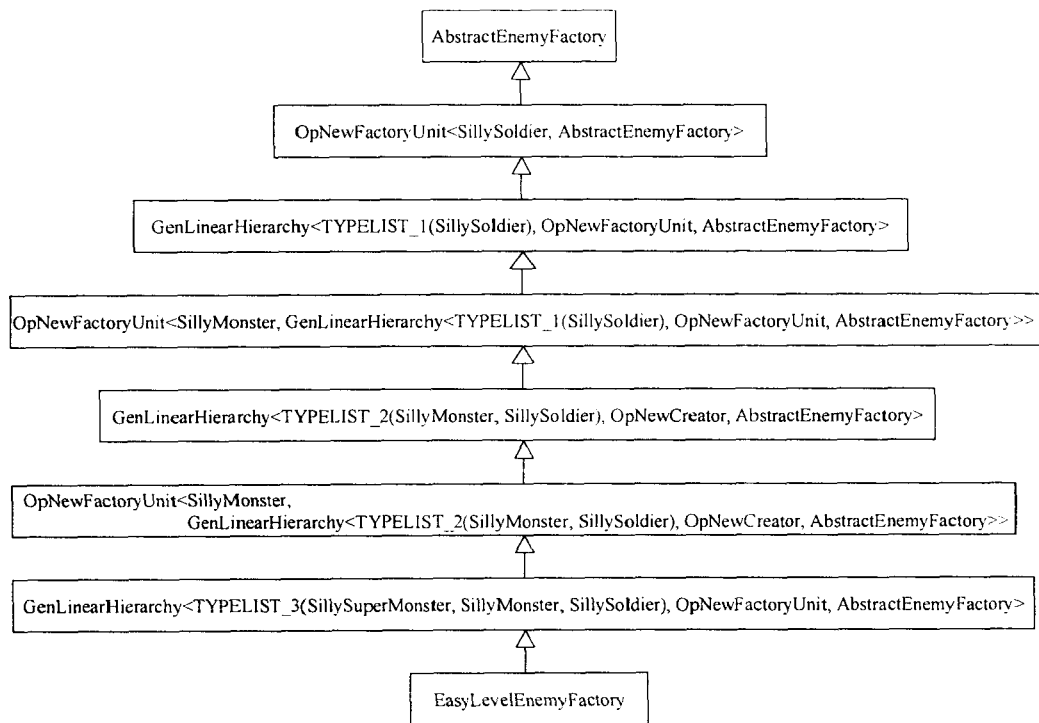 AbstractEnemyFactory
OpNewFactoryUnit<SillySoldier, AbstractEnemyFactory>
GenLinearHierarchy<TYPELIST_1(SillySoldier), OpNewFactoryUnit, AbstractEnemyFactory>
OpNewFactoryUnit<SillyMonster, GenLinearHierarchy<TYPELIST_1(SillySoldier), OpNewFactoryUnit, AbstractEnemyFactory>>
GenLinearHierarchy<TYPELIST_2(SillyMonster, SillySoldier), OpNewCreator, AbstractEnemyFactory>
OpNewFactoryUnit<SillyMonster,
GenLinearHierarchy<TYPELIST_2(SillyMonster, SillySoldier), OpNewCreator, AbstractEnemyFactory>>
GenLinearHierarchy<TYPELIST_3(SillySuperMonster, SillyMonster, SillySoldier), OpNewFactoryUnit, AbstractEnemyFactory>
EasyLevelEnemyFactory